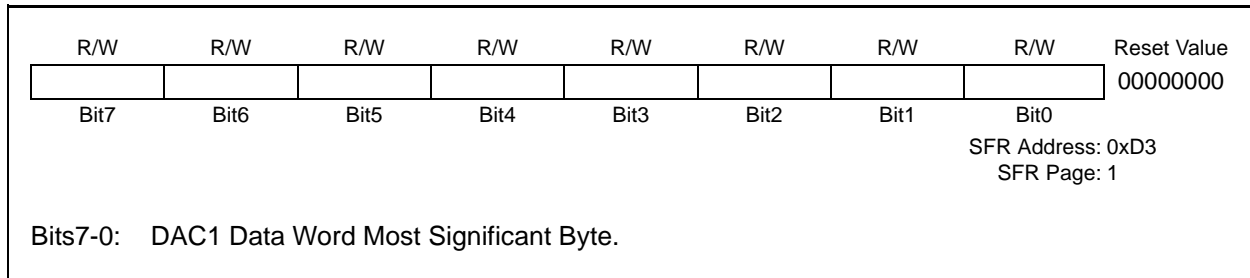 R/W R/W R/W R/W R/W R/W R/W R/W Reset Value
00000000
Bit7 Bit6 Bit5 Bit4 Bit3 Bit2 Bit1 Bit0
SFR Address: 0xD3
SFR Page: 1
Bits7-0: DAC1 Data Word Most Significant Byte.